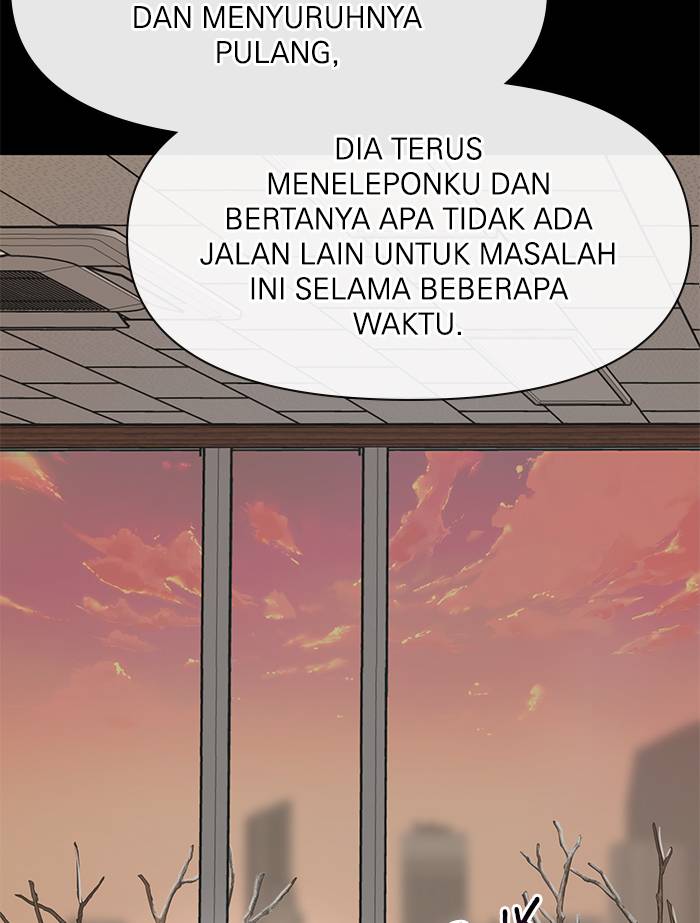 DAN MENYURUHNYA
PULANG,
DIA TERUS
MENELEPONKU DAN
BERTANYA APA TIDAK ADA
JALAN LAIN UNTUK MASALAH
INI SELAMA BEBERAPA
WAKTU.